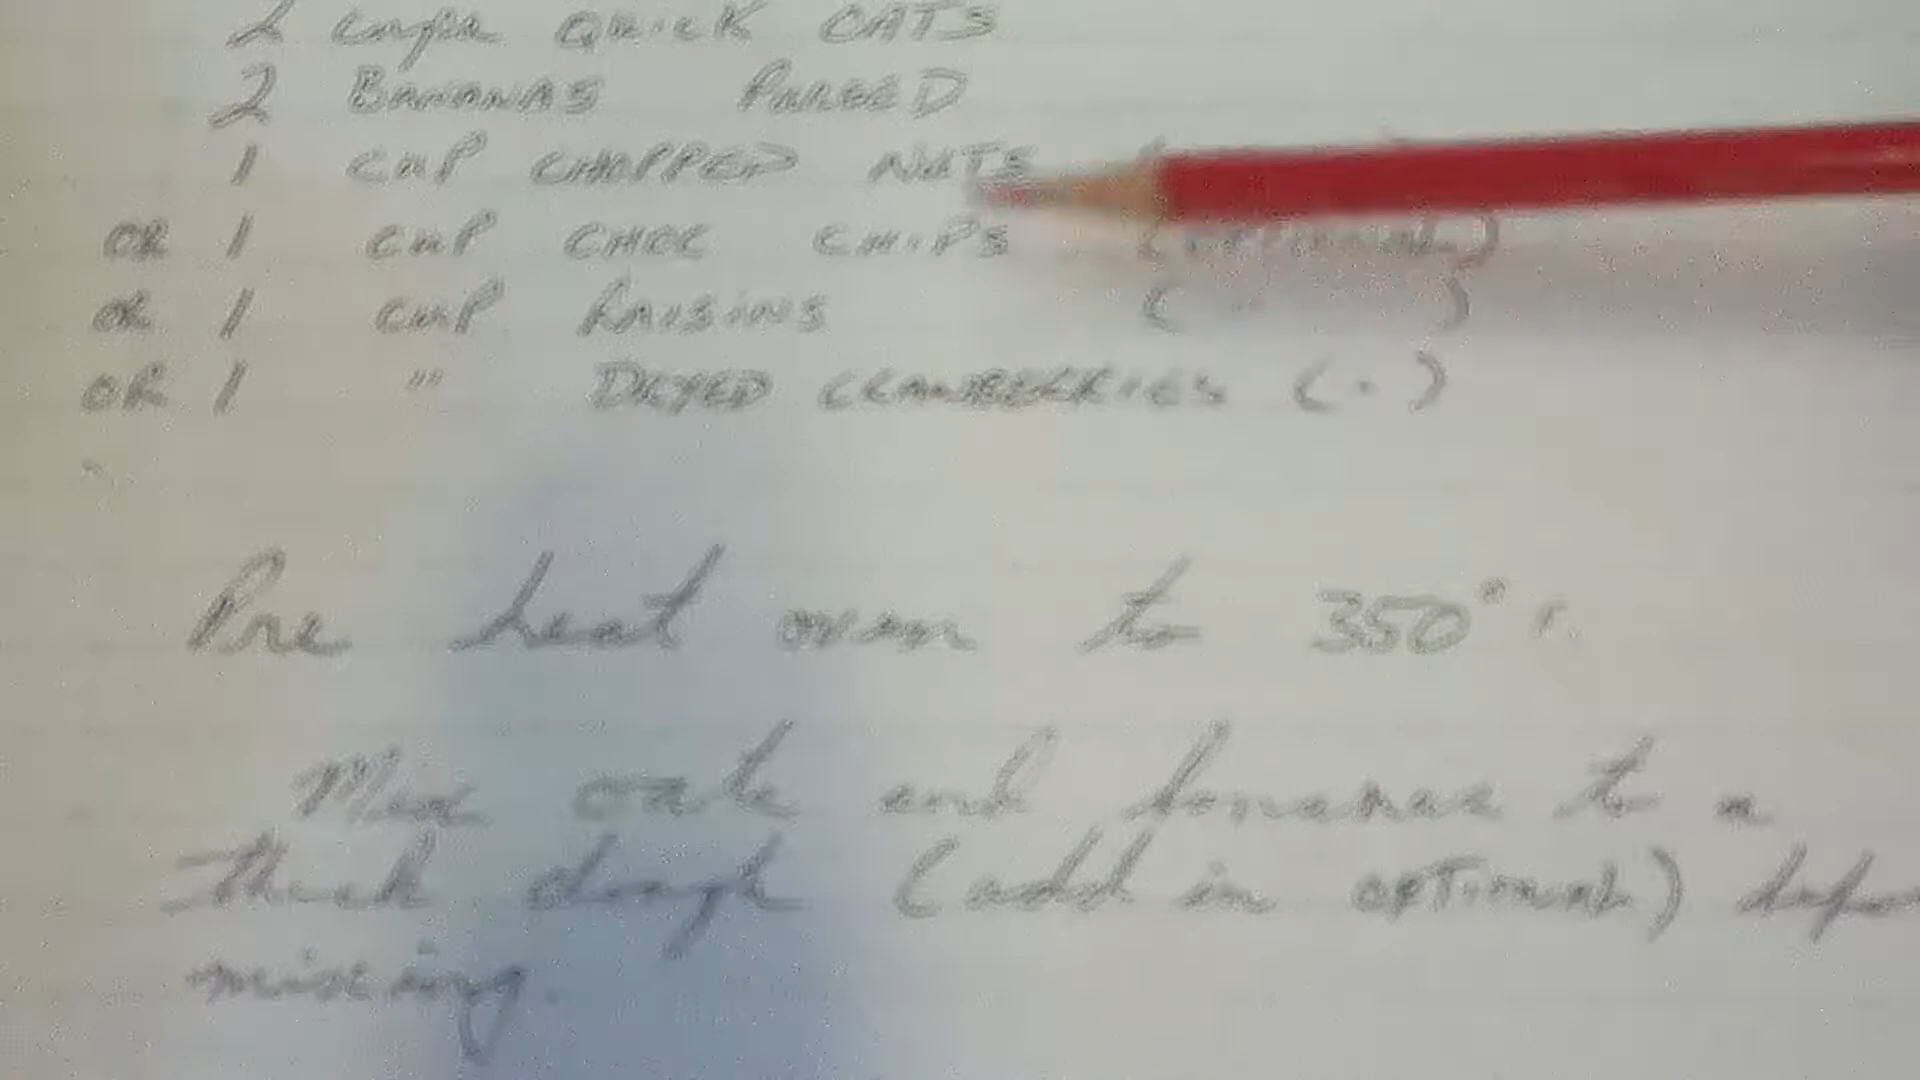 2 cups QUICK OATS
2 BANANAS PUREED
1 CUP CHOPPED NUTS
OR 1 CUP CHOC CHIPS (OPTIONAL)
OR 1 CUP RAISINS ( )
OR 1 " DRYED CRANBERRIES ( " )
Pre heat oven to 350°
Mix oats and bananas to a
thick dough (add in OPTIONAL)
mixing.